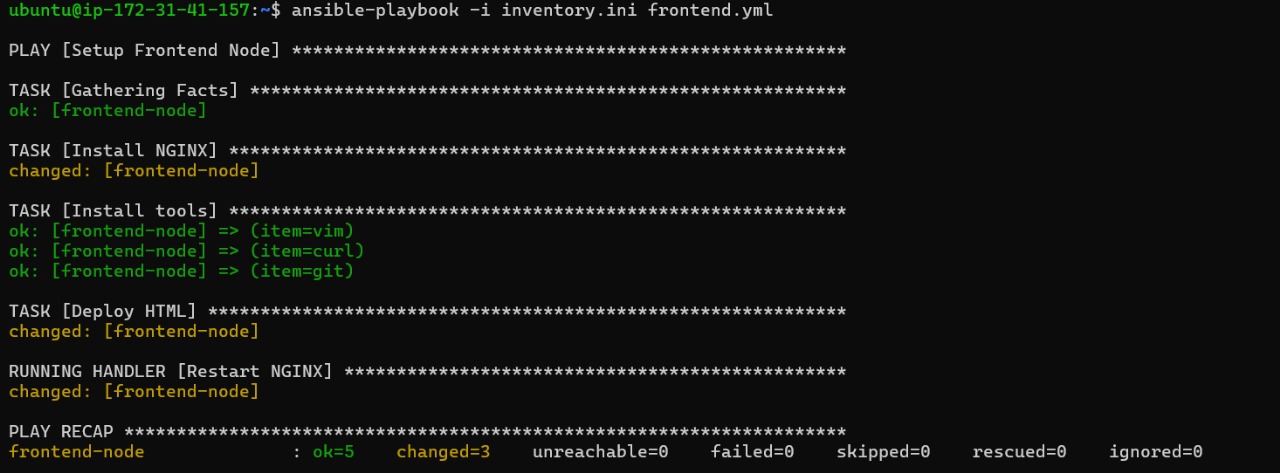 ubuntu@ip-172-31-41-157:~$ ansible-playbook -i inventory.ini frontend.yml
PLAY [Setup Frontend Node] *****************************************************
TASK [Gathering Facts] *********************************************************
ok: [frontend-node]
TASK [Install NGINX] ***********************************************************
changed: [frontend-node]
TASK [Install tools] ***********************************************************
ok: [frontend-node] => (item=vim)
ok: [frontend-node] => (item=curl)
ok: [frontend-node] => (item=git)
TASK [Deploy HTML] *************************************************************
changed: [frontend-node]
RUNNING HANDLER [Restart NGINX] ************************************************
changed: [frontend-node]
PLAY RECAP *********************************************************************
frontend-node              : ok=5    changed=3    unreachable=0    failed=0    skipped=0    rescued=0    ignored=0